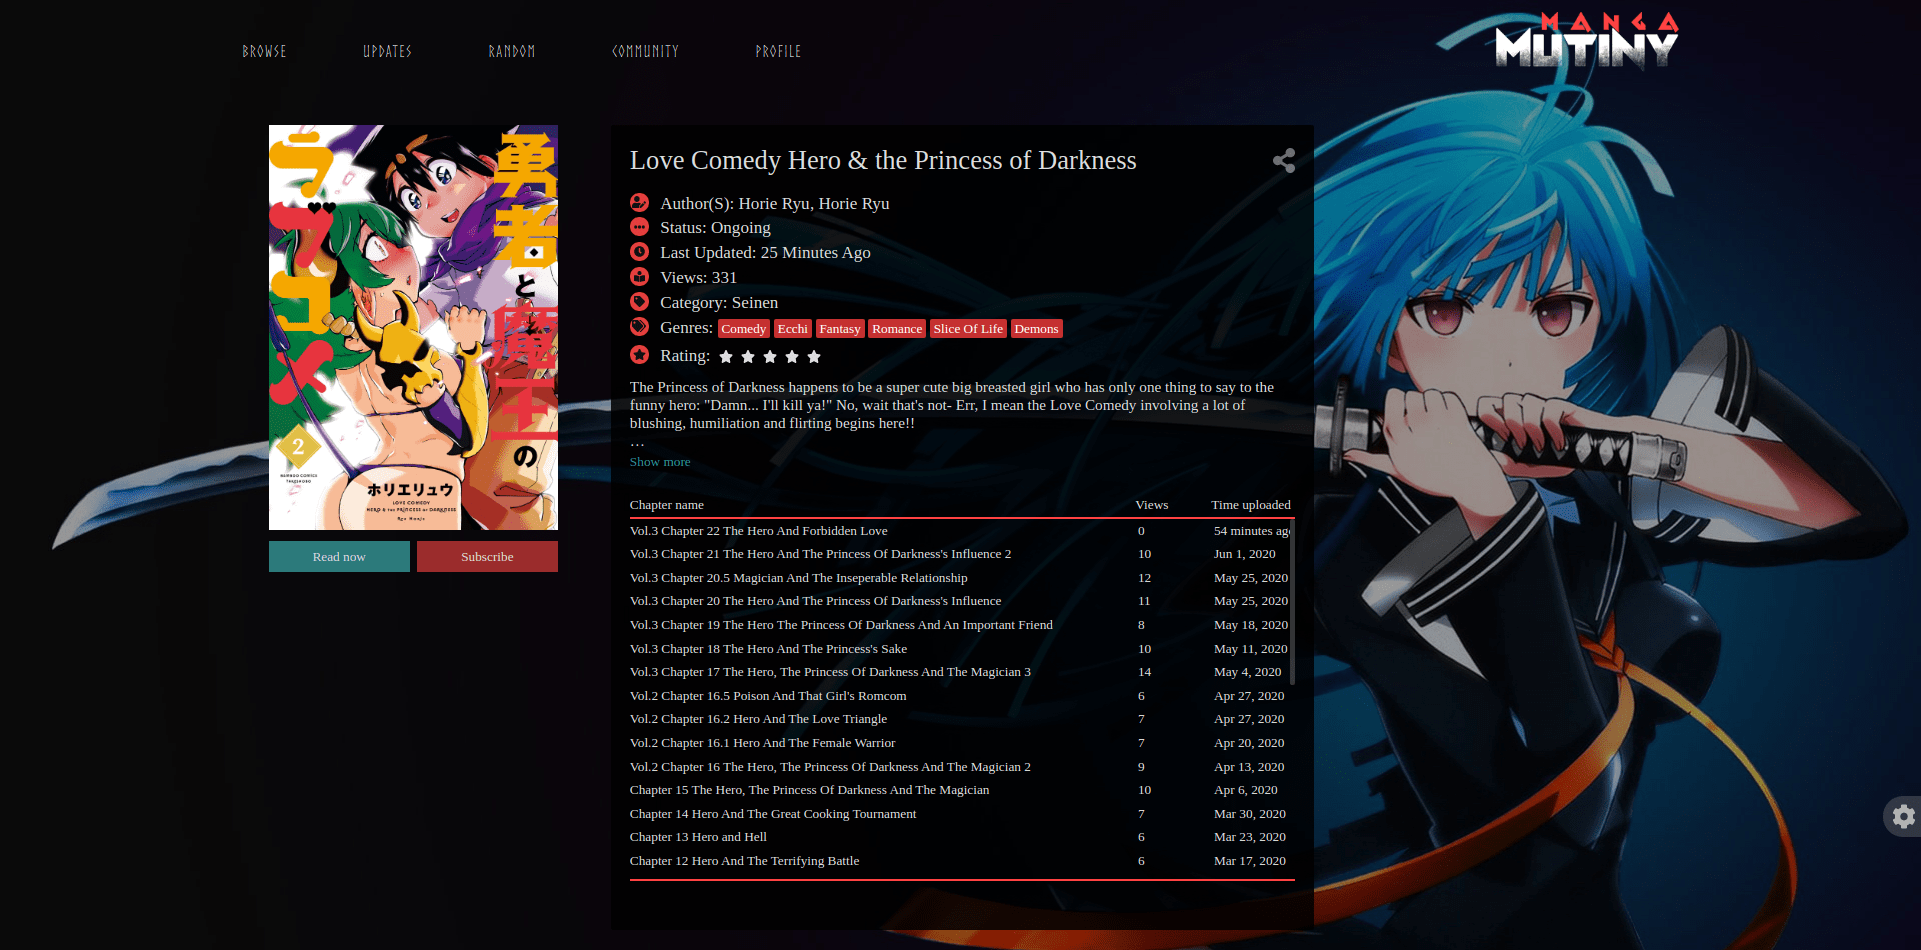 BROWSE
UPDATES
RANDOM
COMMUNITY
PROFILE
MANGA
MUTINY
勇者と魔王の
ラブコメ
2
BAMBOO COMICS
TAKESHOBO
ホリエリュウ
LOVE COMEDY
HERO & the PRINCESS of DARKNESS
Read now
Subscribe
Love Comedy Hero & the Princess of Darkness
Author(S): Horie Ryu, Horie Ryu
Status: Ongoing
Last Updated: 25 Minutes Ago
Views: 331
Category: Seinen
Genres: Comedy Ecchi Fantasy Romance Slice Of Life Demons
Rating:
The Princess of Darkness happens to be a super cute big breasted girl who has only one thing to say to the
funny hero: "Damn... I'll kill ya!" No, wait that's not- Err, I mean the Love Comedy involving a lot of
blushing, humiliation and flirting begins here!!
…
Show more
Chapter name Views Time uploaded
Vol.3 Chapter 22 The Hero And Forbidden Love 0 54 minutes ago
Vol.3 Chapter 21 The Hero And The Princess Of Darkness's Influence 2 10 Jun 1, 2020
Vol.3 Chapter 20.5 Magician And The Inseperable Relationship 12 May 25, 2020
Vol.3 Chapter 20 The Hero And The Princess Of Darkness's Influence 11 May 25, 2020
Vol.3 Chapter 19 The Hero The Princess Of Darkness And An Important Friend 8 May 18, 2020
Vol.3 Chapter 18 The Hero And The Princess's Sake 10 May 11, 2020
Vol.3 Chapter 17 The Hero, The Princess Of Darkness And The Magician 3 14 May 4, 2020
Vol.2 Chapter 16.5 Poison And That Girl's Romcom 6 Apr 27, 2020
Vol.2 Chapter 16.2 Hero And The Love Triangle 7 Apr 27, 2020
Vol.2 Chapter 16.1 Hero And The Female Warrior 7 Apr 20, 2020
Vol.2 Chapter 16 The Hero, The Princess Of Darkness And The Magician 2 9 Apr 13, 2020
Chapter 15 The Hero, The Princess Of Darkness And The Magician 10 Apr 6, 2020
Chapter 14 Hero And The Great Cooking Tournament 7 Mar 30, 2020
Chapter 13 Hero and Hell 6 Mar 23, 2020
Chapter 12 Hero And The Terrifying Battle 6 Mar 17, 2020